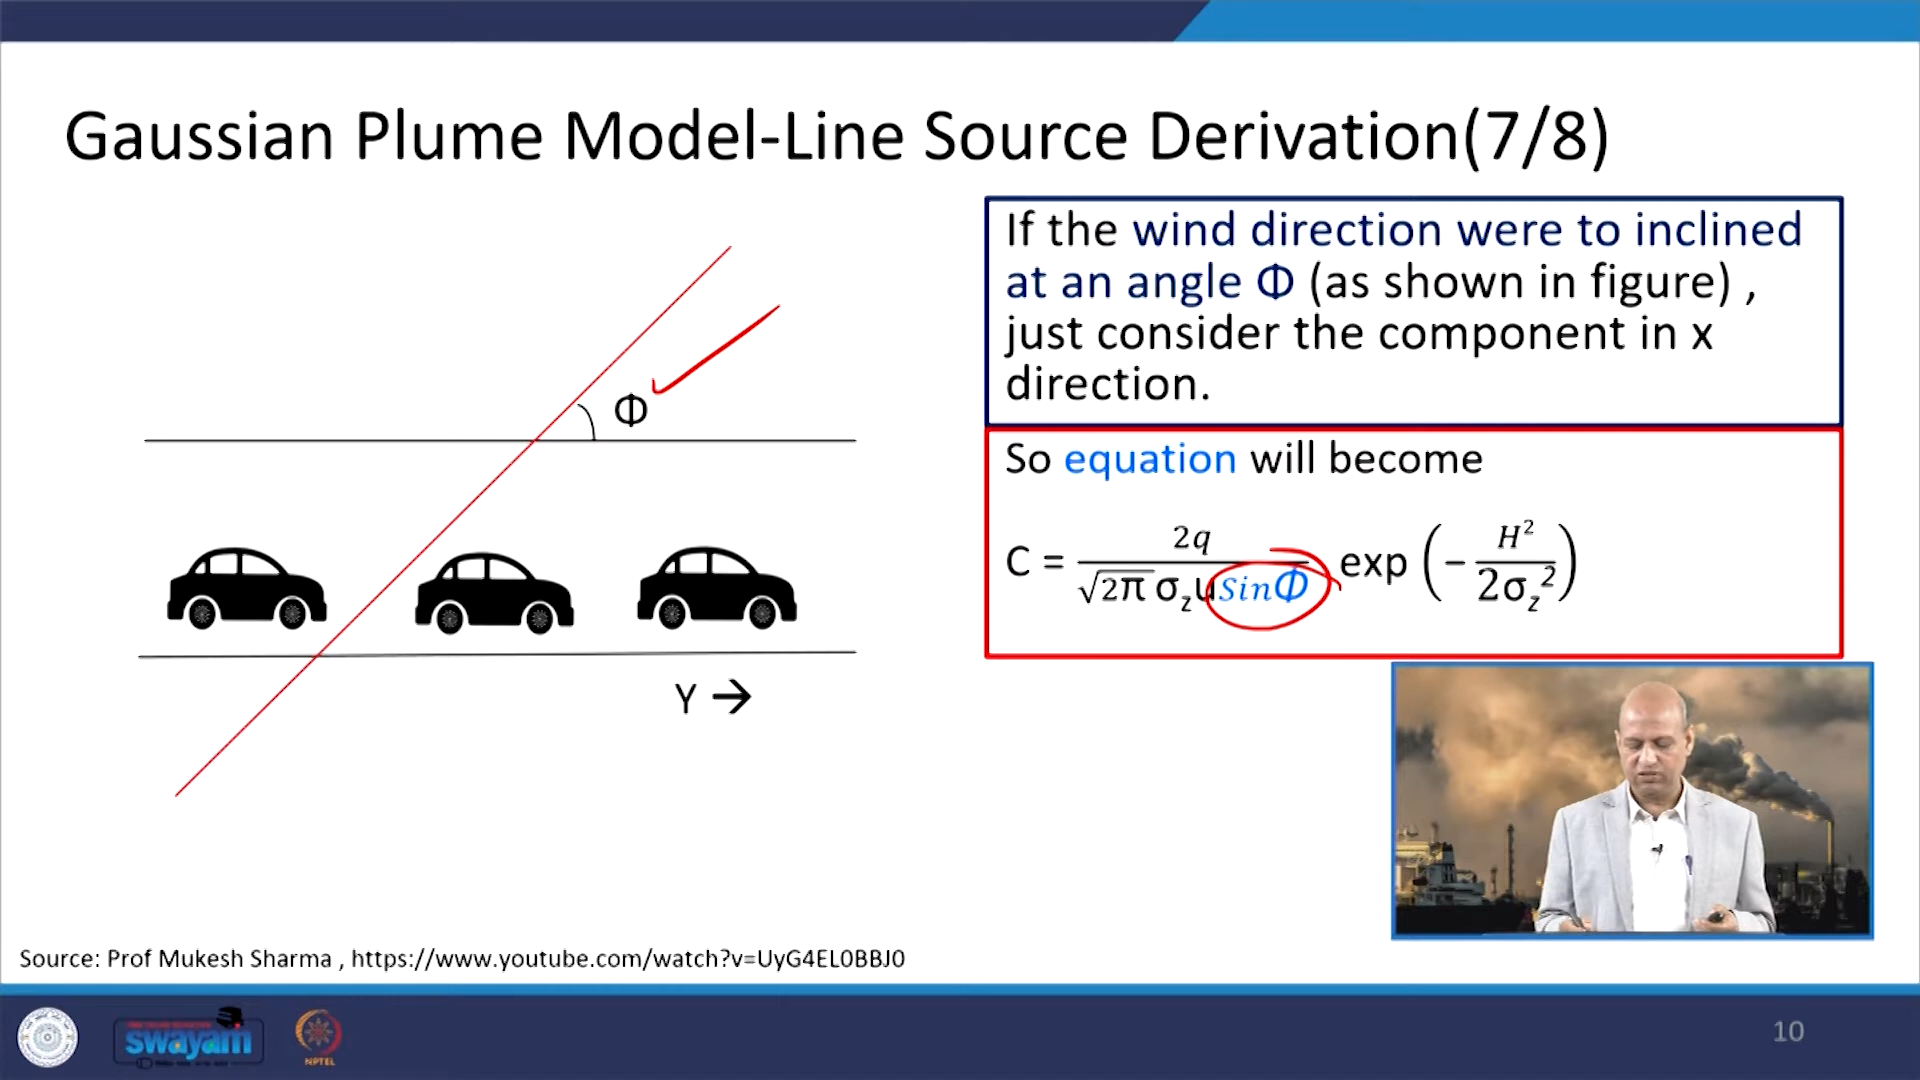 Gaussian Plume Model-Line Source Derivation(7/8)
If the wind direction were to inclined
at an angle Φ (as shown in figure) ,
just consider the component in x
direction.
So equation will become
C = 2q / √2π σz u SinΦ exp (− H² / 2σz²)
Φ
Y →
Source: Prof Mukesh Sharma , https://www.youtube.com/watch?v=UyG4EL0BBJ0
swayam
NPTEL
10